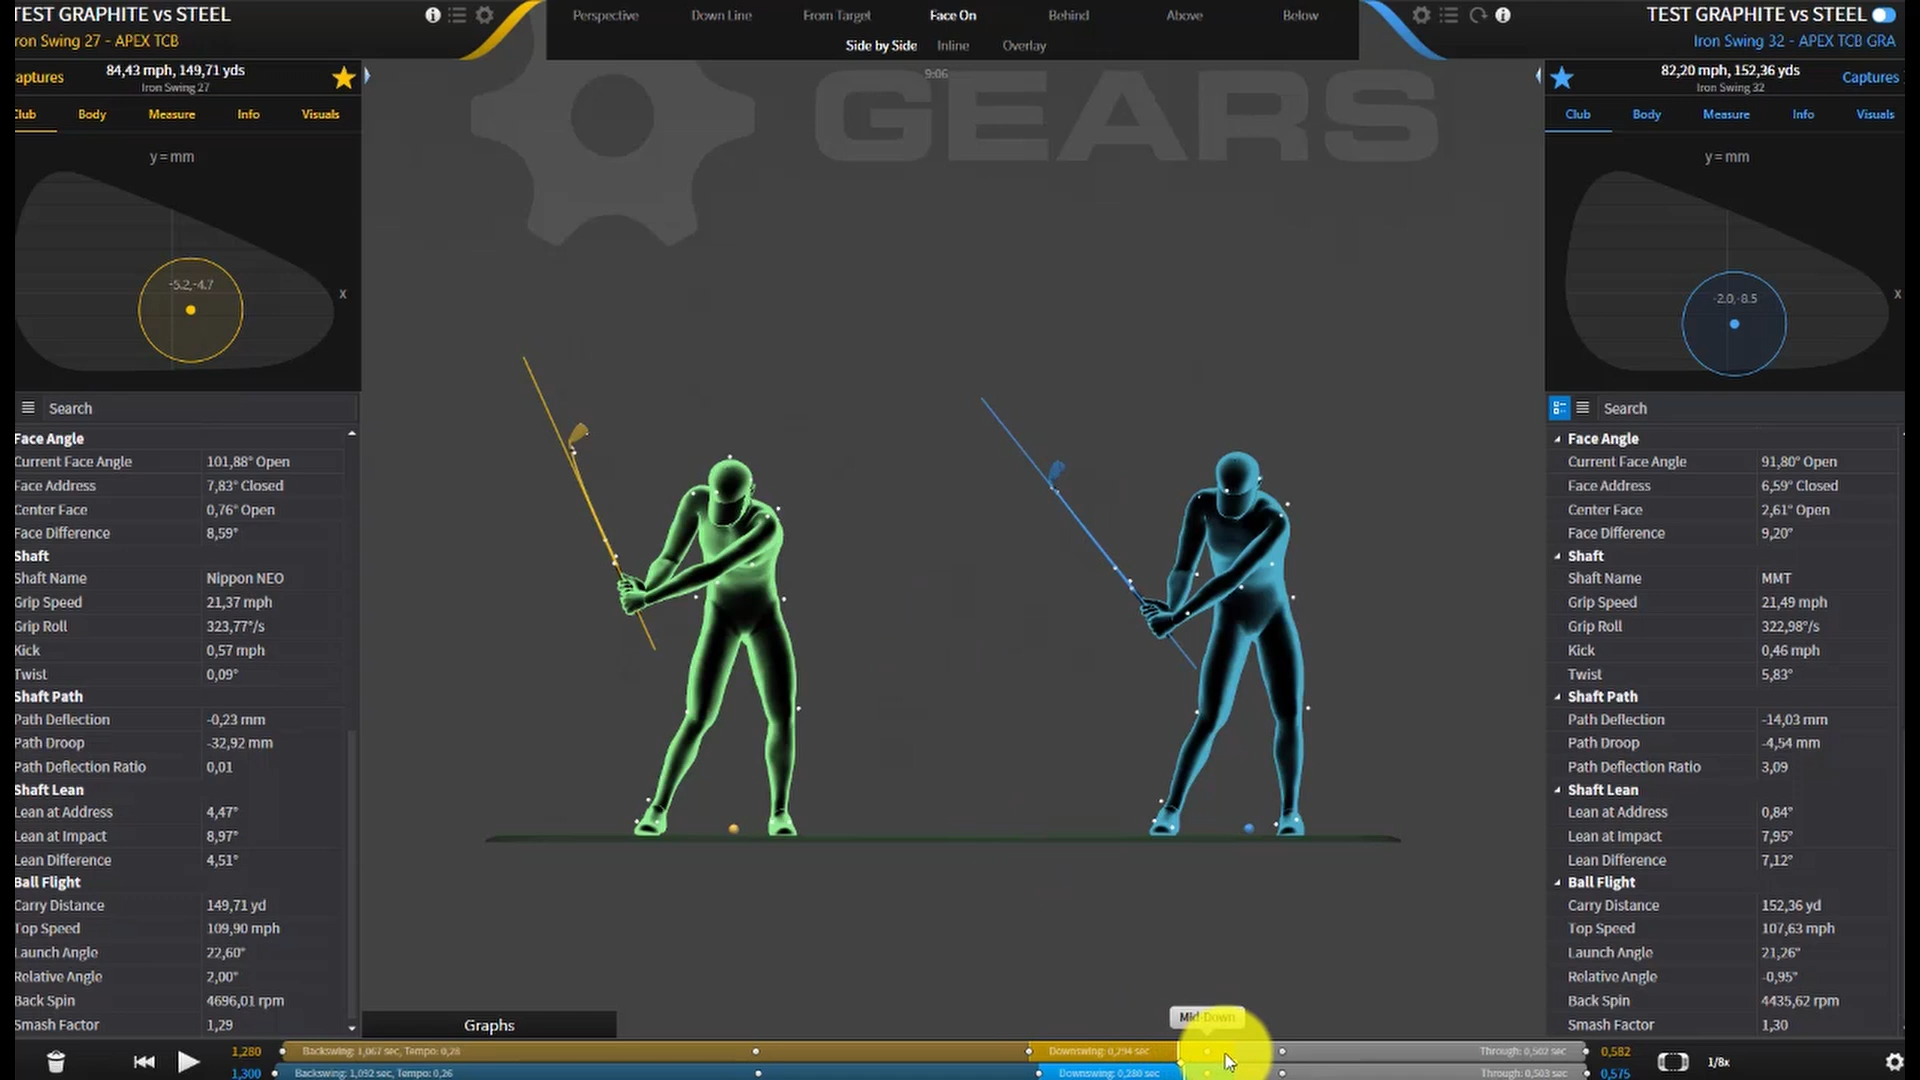 TEST GRAPHITE vs STEEL
ron Swing 27 - APEX TCB
aptures
84,43 mph, 149,71 yds
Iron Swing 27
lub Body Measure Info Visuals
y = mm
-5.2,-4.7
x
Search
Face Angle
Current Face Angle 101,88° Open
Face Address 7,83° Closed
Center Face 0,76° Open
Face Difference 8,59°
Shaft
Shaft Name Nippon NEO
Grip Speed 21,37 mph
Grip Roll 323,77°/s
Kick 0,57 mph
Twist 0,09°
Shaft Path
Path Deflection -0,23 mm
Path Droop -32,92 mm
Path Deflection Ratio 0,01
Shaft Lean
Lean at Address 4,47°
Lean at Impact 8,97°
Lean Difference 4,51°
Ball Flight
Carry Distance 149,71 yd
Top Speed 109,90 mph
Launch Angle 22,60°
Relative Angle 2,00°
Back Spin 4696,01 rpm
Smash Factor 1,29
Perspective Down Line From Target Face On Behind Above Below
Side by Side Inline Overlay
9:06
GEARS
TEST GRAPHITE vs STEEL
Iron Swing 32 - APEX TCB GRA
82,20 mph, 152,36 yds
Iron Swing 32
Captures
Club Body Measure Info Visuals
y = mm
-2.0,-8.5
x
Search
Face Angle
Current Face Angle 91,80° Open
Face Address 6,59° Closed
Center Face 2,61° Open
Face Difference 9,20°
Shaft
Shaft Name MMT
Grip Speed 21,49 mph
Grip Roll 322,98°/s
Kick 0,46 mph
Twist 5,83°
Shaft Path
Path Deflection -14,03 mm
Path Droop -4,54 mm
Path Deflection Ratio 3,09
Shaft Lean
Lean at Address 0,84°
Lean at Impact 7,95°
Lean Difference 7,12°
Ball Flight
Carry Distance 152,36 yd
Top Speed 107,63 mph
Launch Angle 21,26°
Relative Angle -0,95°
Back Spin 4435,62 rpm
Smash Factor 1,30
Graphs
Mid Down
1,280 Backswing: 1,067 sec, Tempo: 0,28 Downswing: 0,294 sec Through: 0,502 sec 0,582
1,300 Backswing: 1,092 sec, Tempo: 0,26 Downswing: 0,280 sec Through: 0,503 sec 0,575
1/8x